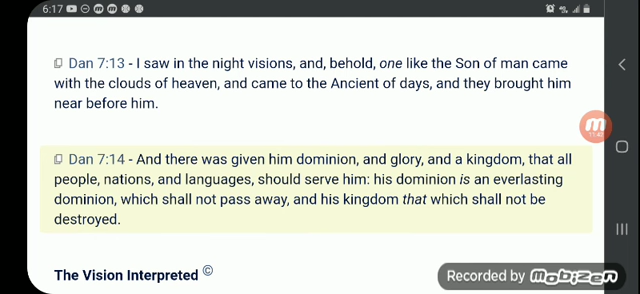 6:17
Dan 7:13 - I saw in the night visions, and, behold, one like the Son of man came
with the clouds of heaven, and came to the Ancient of days, and they brought him
near before him.
11:47
Dan 7:14 - And there was given him dominion, and glory, and a kingdom, that all
people, nations, and languages, should serve him: his dominion is an everlasting
dominion, which shall not pass away, and his kingdom that which shall not be
destroyed.
The Vision Interpreted ©
Recorded by Mobizen